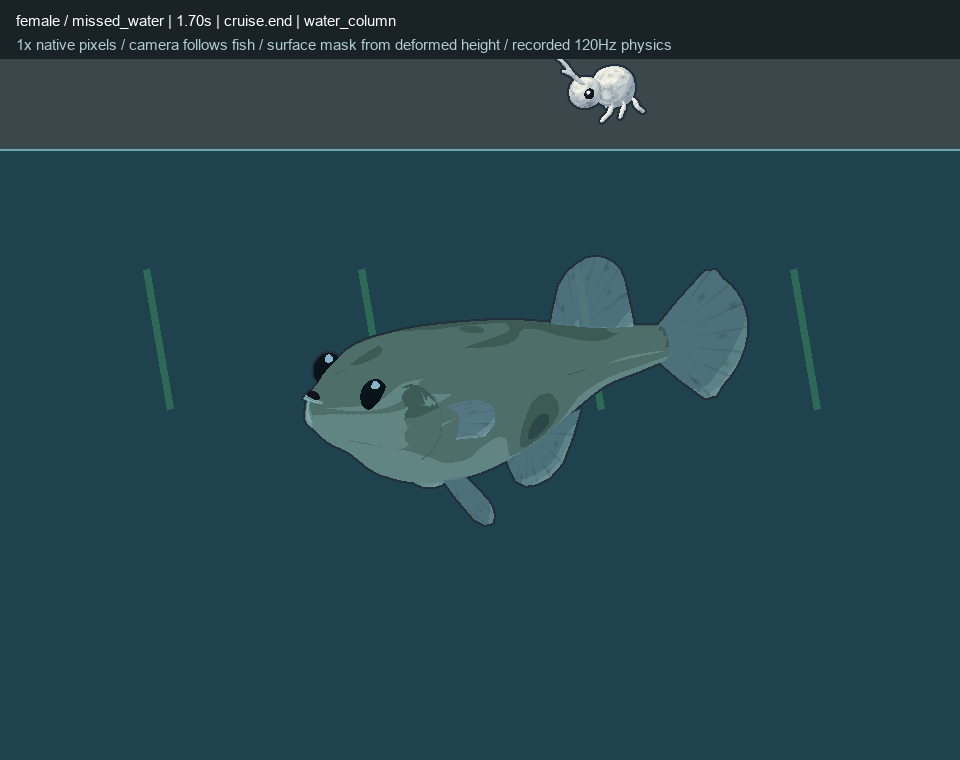 female / missed_water | 1.70s | cruise.end | water_column
1x native pixels / camera follows fish / surface mask from deformed height / recorded 120Hz physics